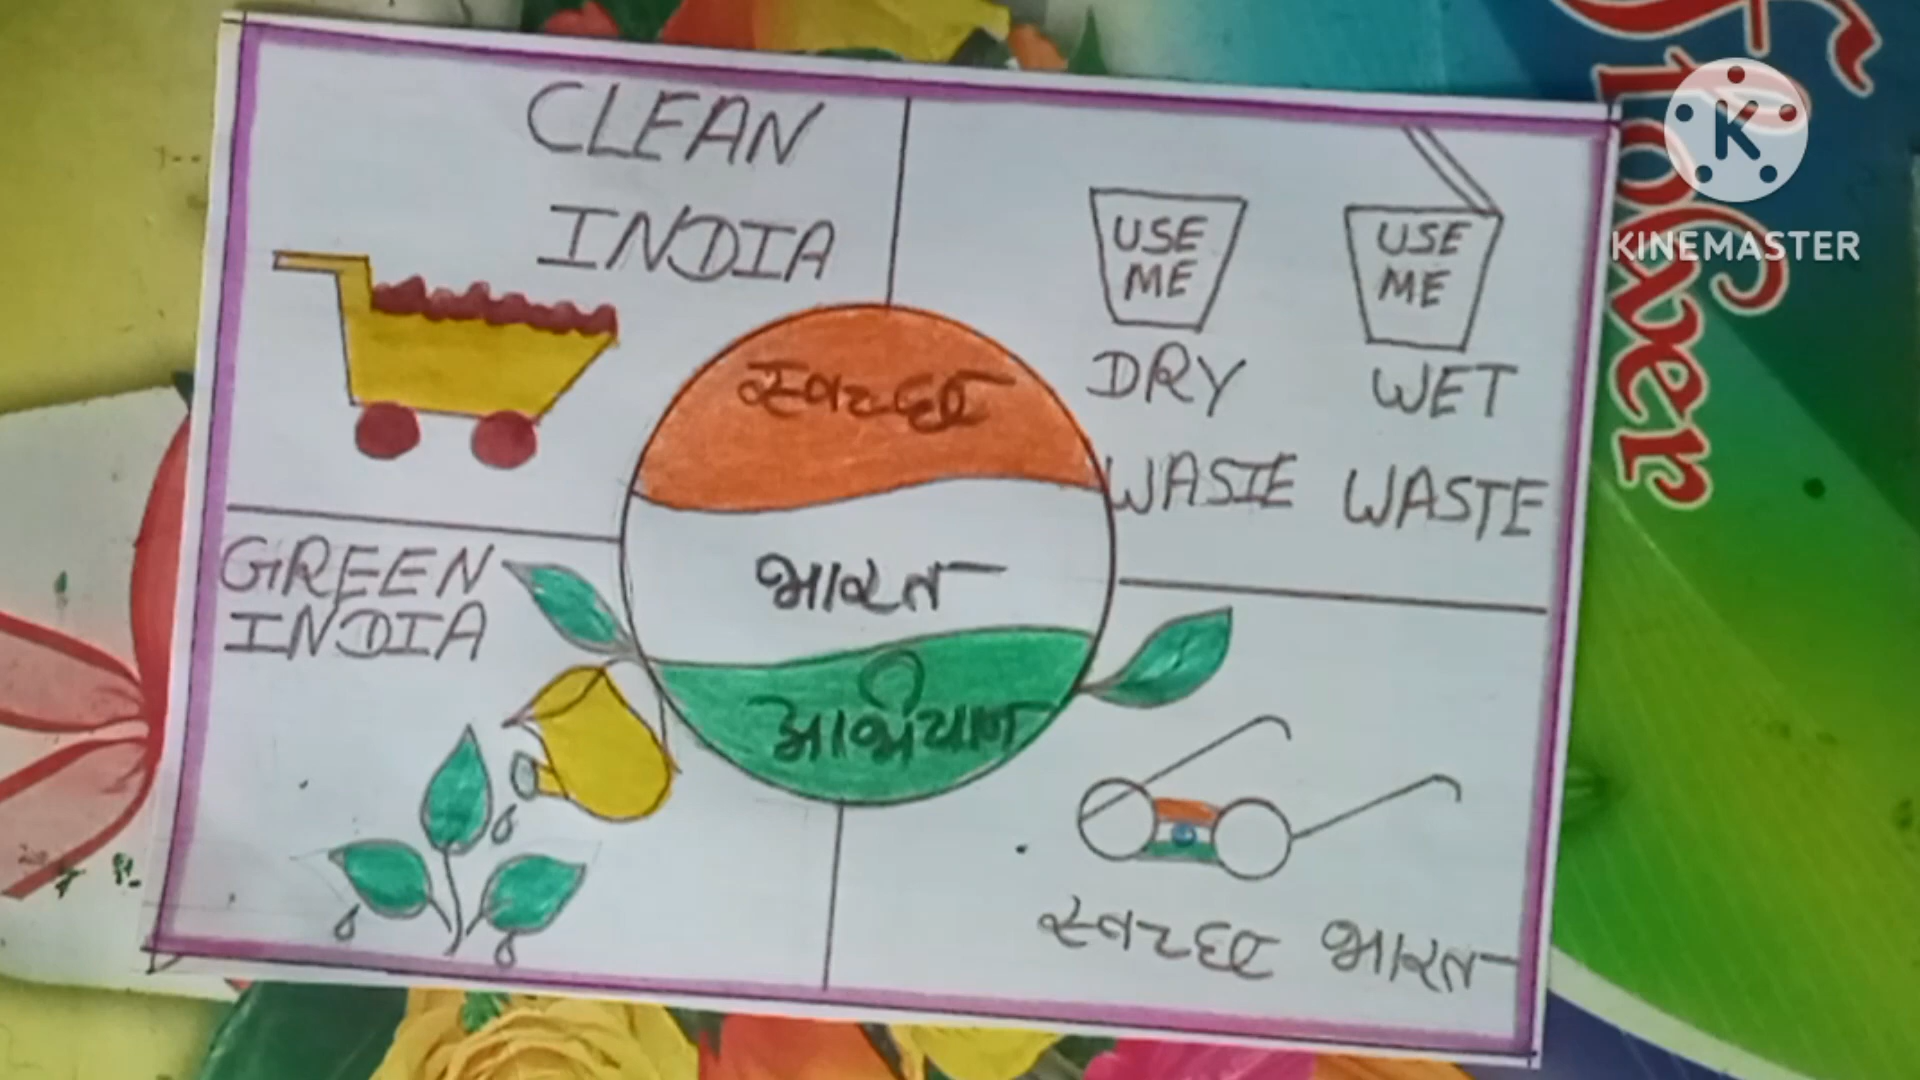 CLEAN
INDIA
USE
ME
USE
ME
DRY
WASTE
WET
WASTE
સ્વચ્છ
ભારત
અભિયાન
GREEN
INDIA
સ્વચ્છ ભારત
K
KINEMASTER